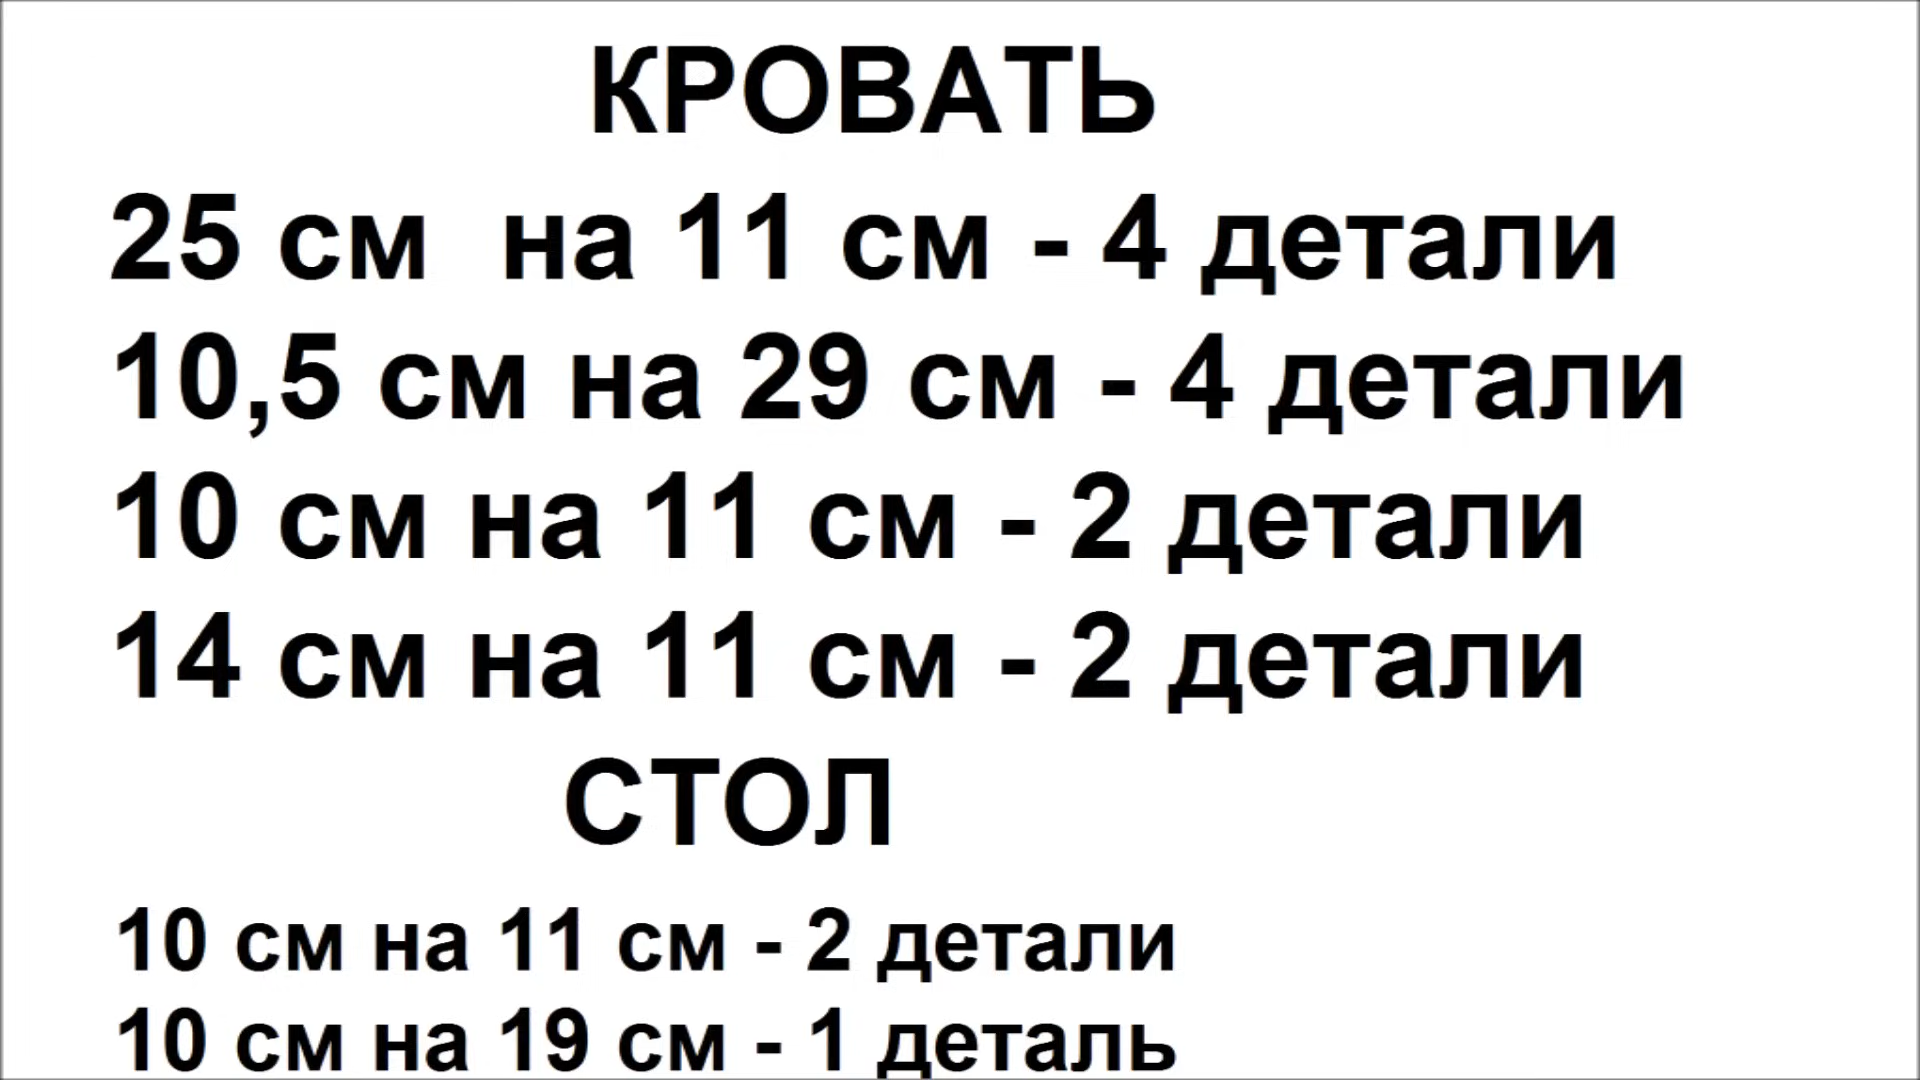 КРОВАТЬ
25 см на 11 см - 4 детали
10,5 см на 29 см - 4 детали
10 см на 11 см - 2 детали
14 см на 11 см - 2 детали
СТОЛ
10 см на 11 см - 2 детали
10 см на 19 см - 1 деталь